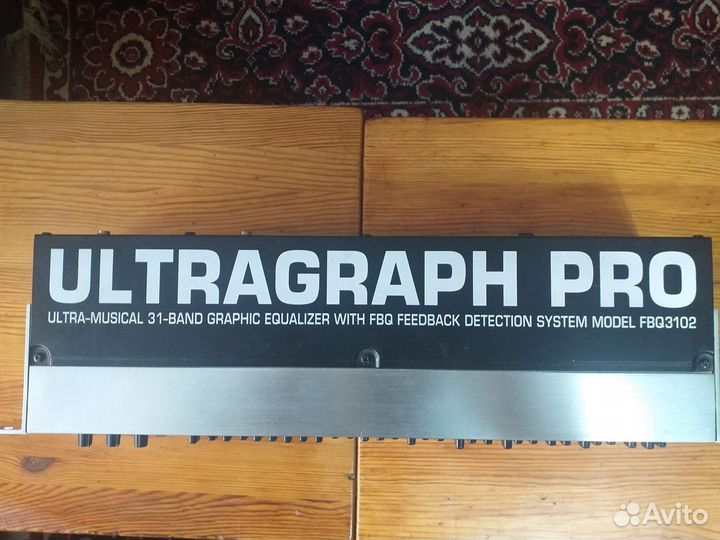 ULTRAGRAPH PRO
ULTRA-MUSICAL 31-BAND GRAPHIC EQUALIZER WITH FBQ FEEDBACK DETECTION SYSTEM MODEL FBQ3102
Avito